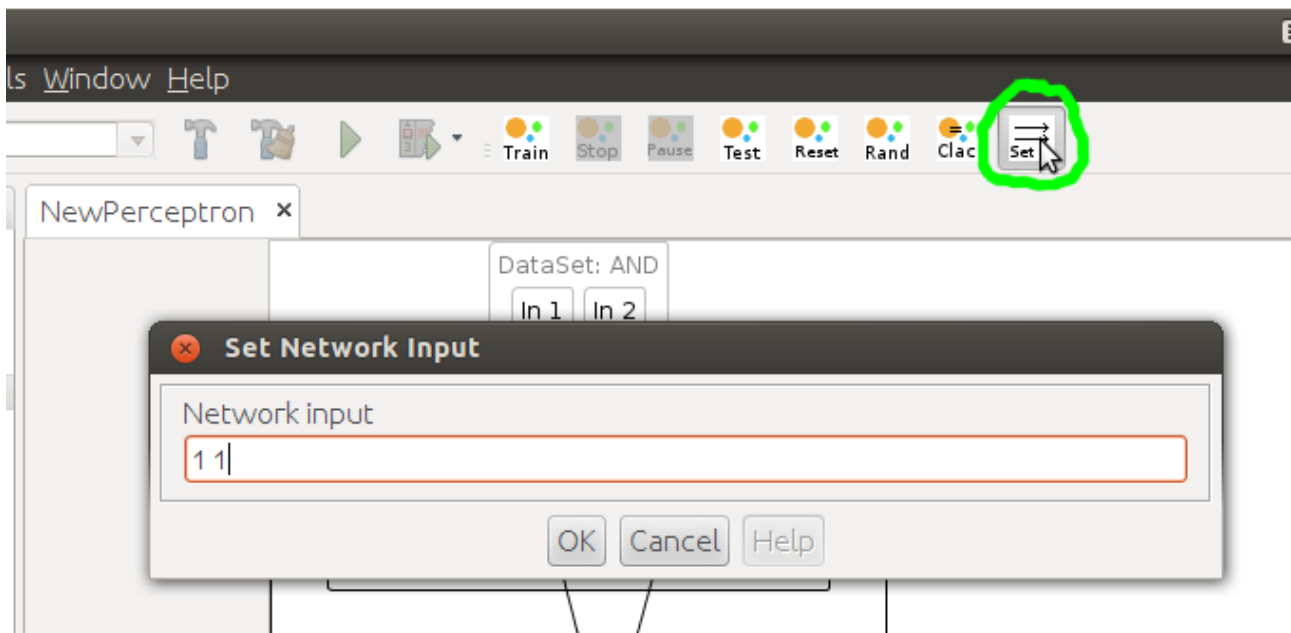 ls Window Help
Train Stop Pause Test Reset Rand Clac Set
NewPerceptron ×
DataSet: AND
In 1 In 2
Set Network Input
Network input
1 1
OK Cancel Help